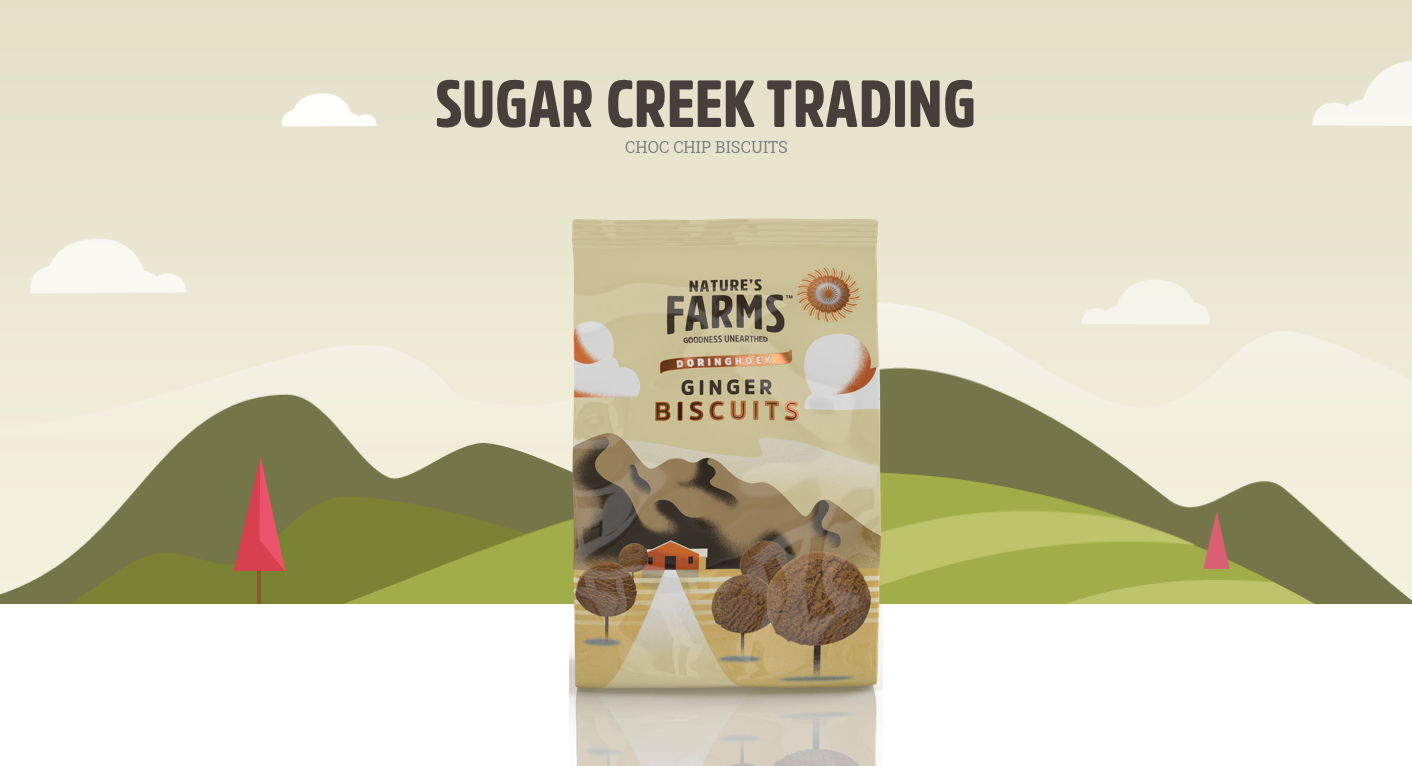 SUGAR CREEK TRADING
CHOC CHIP BISCUITS
NATURE'S
FARMS™
GOODNESS UNEARTHED
DORINGHOEK
GINGER
BISCUITS